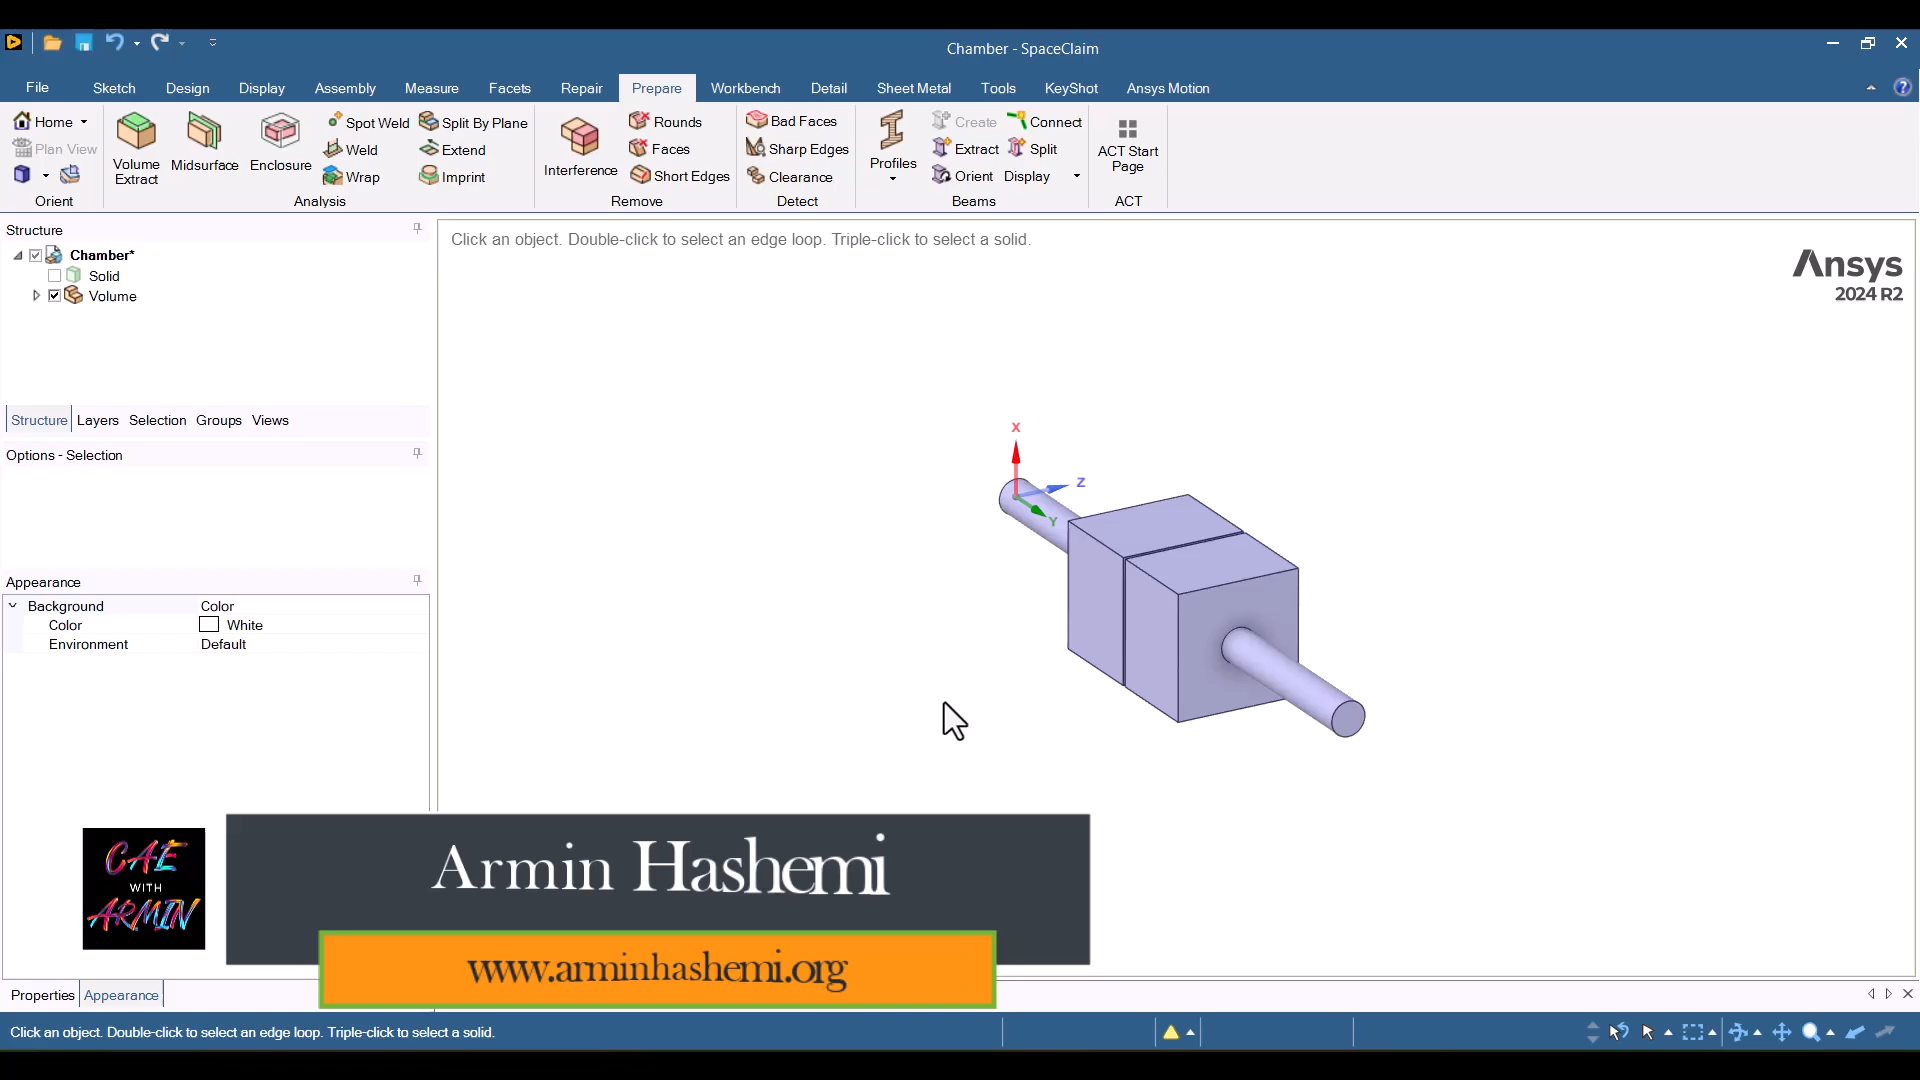 Chamber - SpaceClaim
File Sketch Design Display Assembly Measure Facets Repair Prepare Workbench Detail Sheet Metal Tools KeyShot Ansys Motion
Home
Plan View
Orient
Volume Extract
Midsurface
Enclosure
Spot Weld
Weld
Wrap
Split By Plane
Extend
Imprint
Analysis
Interference
Rounds
Faces
Short Edges
Remove
Bad Faces
Sharp Edges
Clearance
Detect
Profiles
Create
Connect
Extract
Split
Orient
Display
Beams
ACT Start
Page
ACT
Structure
Chamber*
Solid
Volume
Structure Layers Selection Groups Views
Options - Selection
Appearance
Background Color
Color White
Environment Default
Properties Appearance
Click an object. Double-click to select an edge loop. Triple-click to select a solid.
Ansys
2024 R2
X
Z
Y
CAE
WITH
ARMIN
Armin Hashemi
www.arminhashemi.org
Click an object. Double-click to select an edge loop. Triple-click to select a solid.